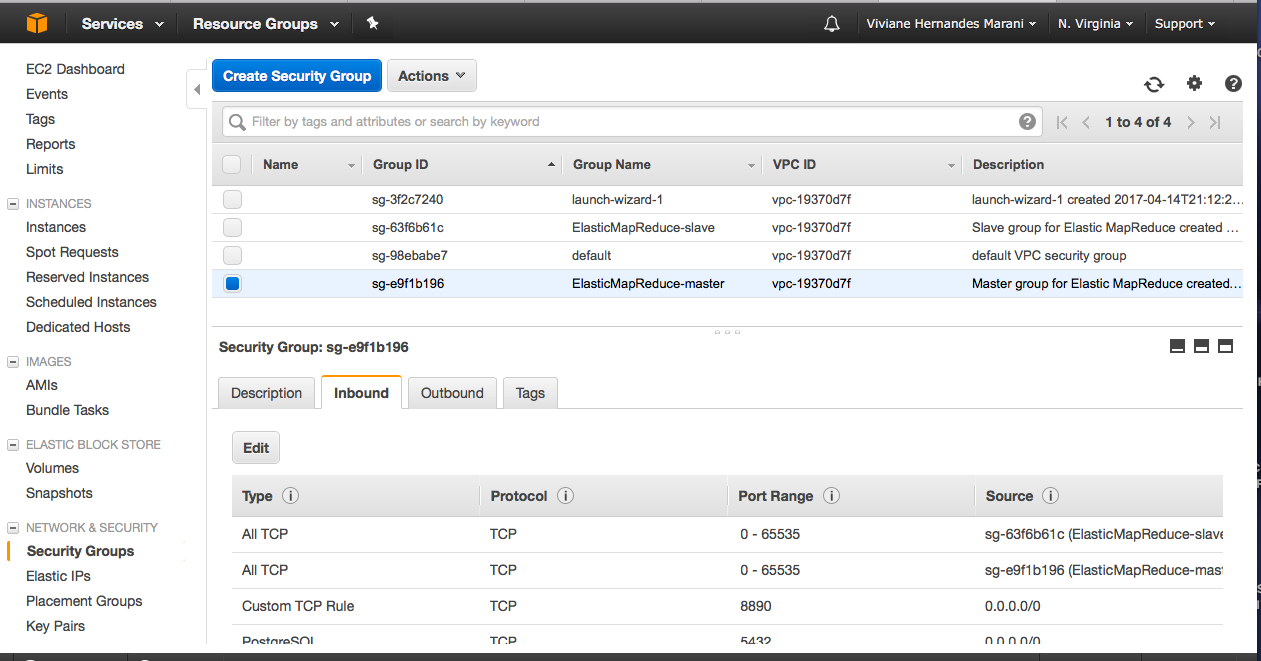 Services Resource Groups Viviane Hernandes Marani N. Virginia Support
EC2 Dashboard
Events
Tags
Reports
Limits
INSTANCES
Instances
Spot Requests
Reserved Instances
Scheduled Instances
Dedicated Hosts
IMAGES
AMIs
Bundle Tasks
ELASTIC BLOCK STORE
Volumes
Snapshots
NETWORK & SECURITY
Security Groups
Elastic IPs
Placement Groups
Key Pairs
Create Security Group Actions
Filter by tags and attributes or search by keyword 1 to 4 of 4
Name Group ID Group Name VPC ID Description
sg-3f2c7240 launch-wizard-1 vpc-19370d7f launch-wizard-1 created 2017-04-14T21:12:2...
sg-63f6b61c ElasticMapReduce-slave vpc-19370d7f Slave group for Elastic MapReduce created ...
sg-98ebabe7 default vpc-19370d7f default VPC security group
sg-e9f1b196 ElasticMapReduce-master vpc-19370d7f Master group for Elastic MapReduce created...
Security Group: sg-e9f1b196
Description Inbound Outbound Tags
Edit
Type Protocol Port Range Source
All TCP TCP 0 - 65535 sg-63f6b61c (ElasticMapReduce-slave
All TCP TCP 0 - 65535 sg-e9f1b196 (ElasticMapReduce-mast
Custom TCP Rule TCP 8890 0.0.0.0/0
PostgreSQL TCP 5432 0.0.0.0/0